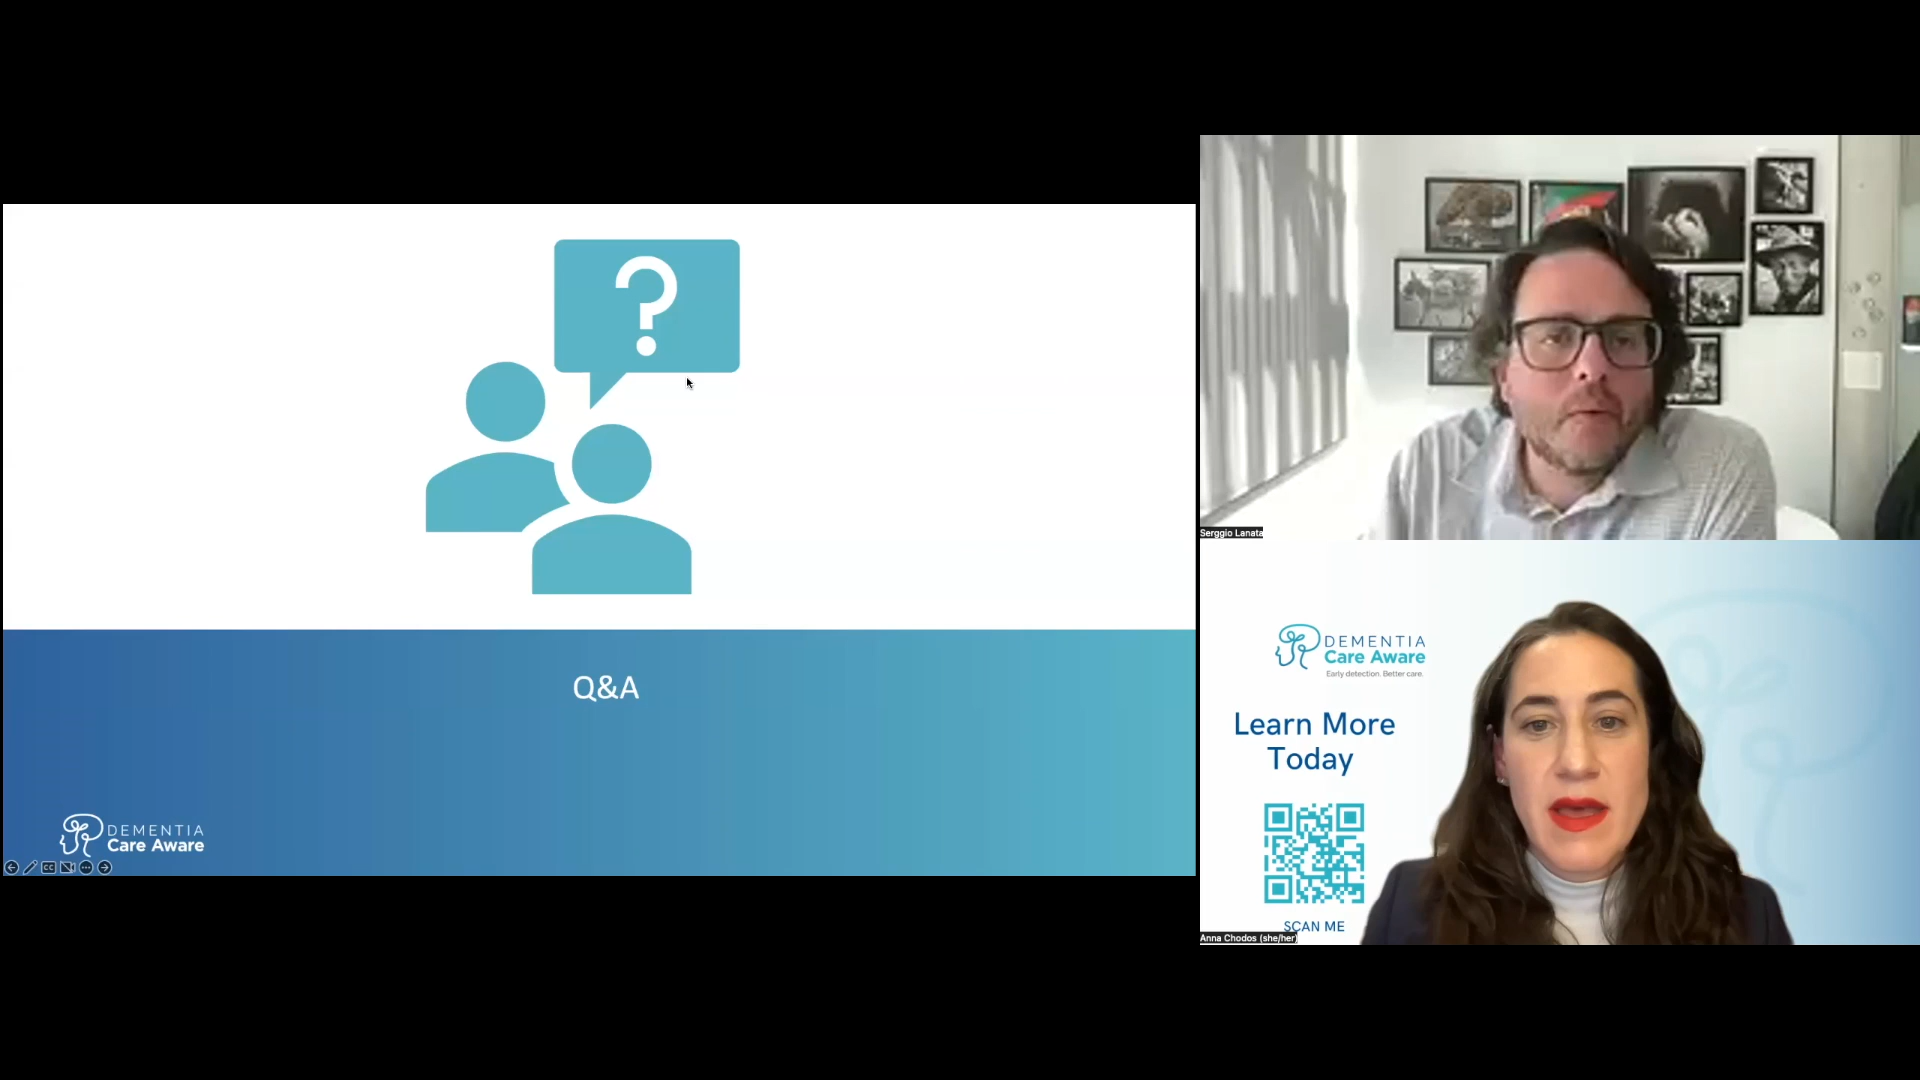 ?
Q&A
DEMENTIA
Care Aware
CC
Serggio Lanata
DEMENTIA
Care Aware
Early detection. Better care.
Learn More
Today
SCAN ME
Anna Chodos (she/her)